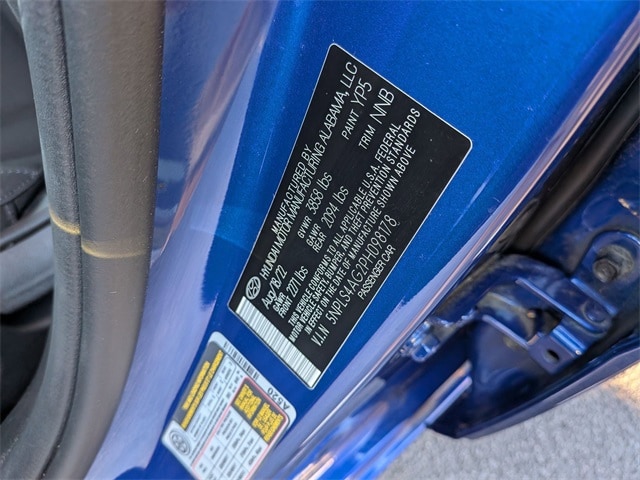 MANUFACTURED BY
HYUNDAI MOTOR MANUFACTURING ALABAMA, LLC
Aug/18/22 GVWR 3858 lbs PAINT YP5
GAWR FRONT 2271 lbs GAWR REAR 2094 lbs TRIM NNB
THIS VEHICLE CONFORMS TO ALL APPLICABLE U.S.A. FEDERAL
MOTOR VEHICLE SAFETY, BUMPER, AND THEFT PREVENTION STANDARDS
IN EFFECT ON THE DATE OF MANUFACTURE SHOWN ABOVE
V.I.N 5NPLS4AG2PH098178
PASSENGER CAR
A520